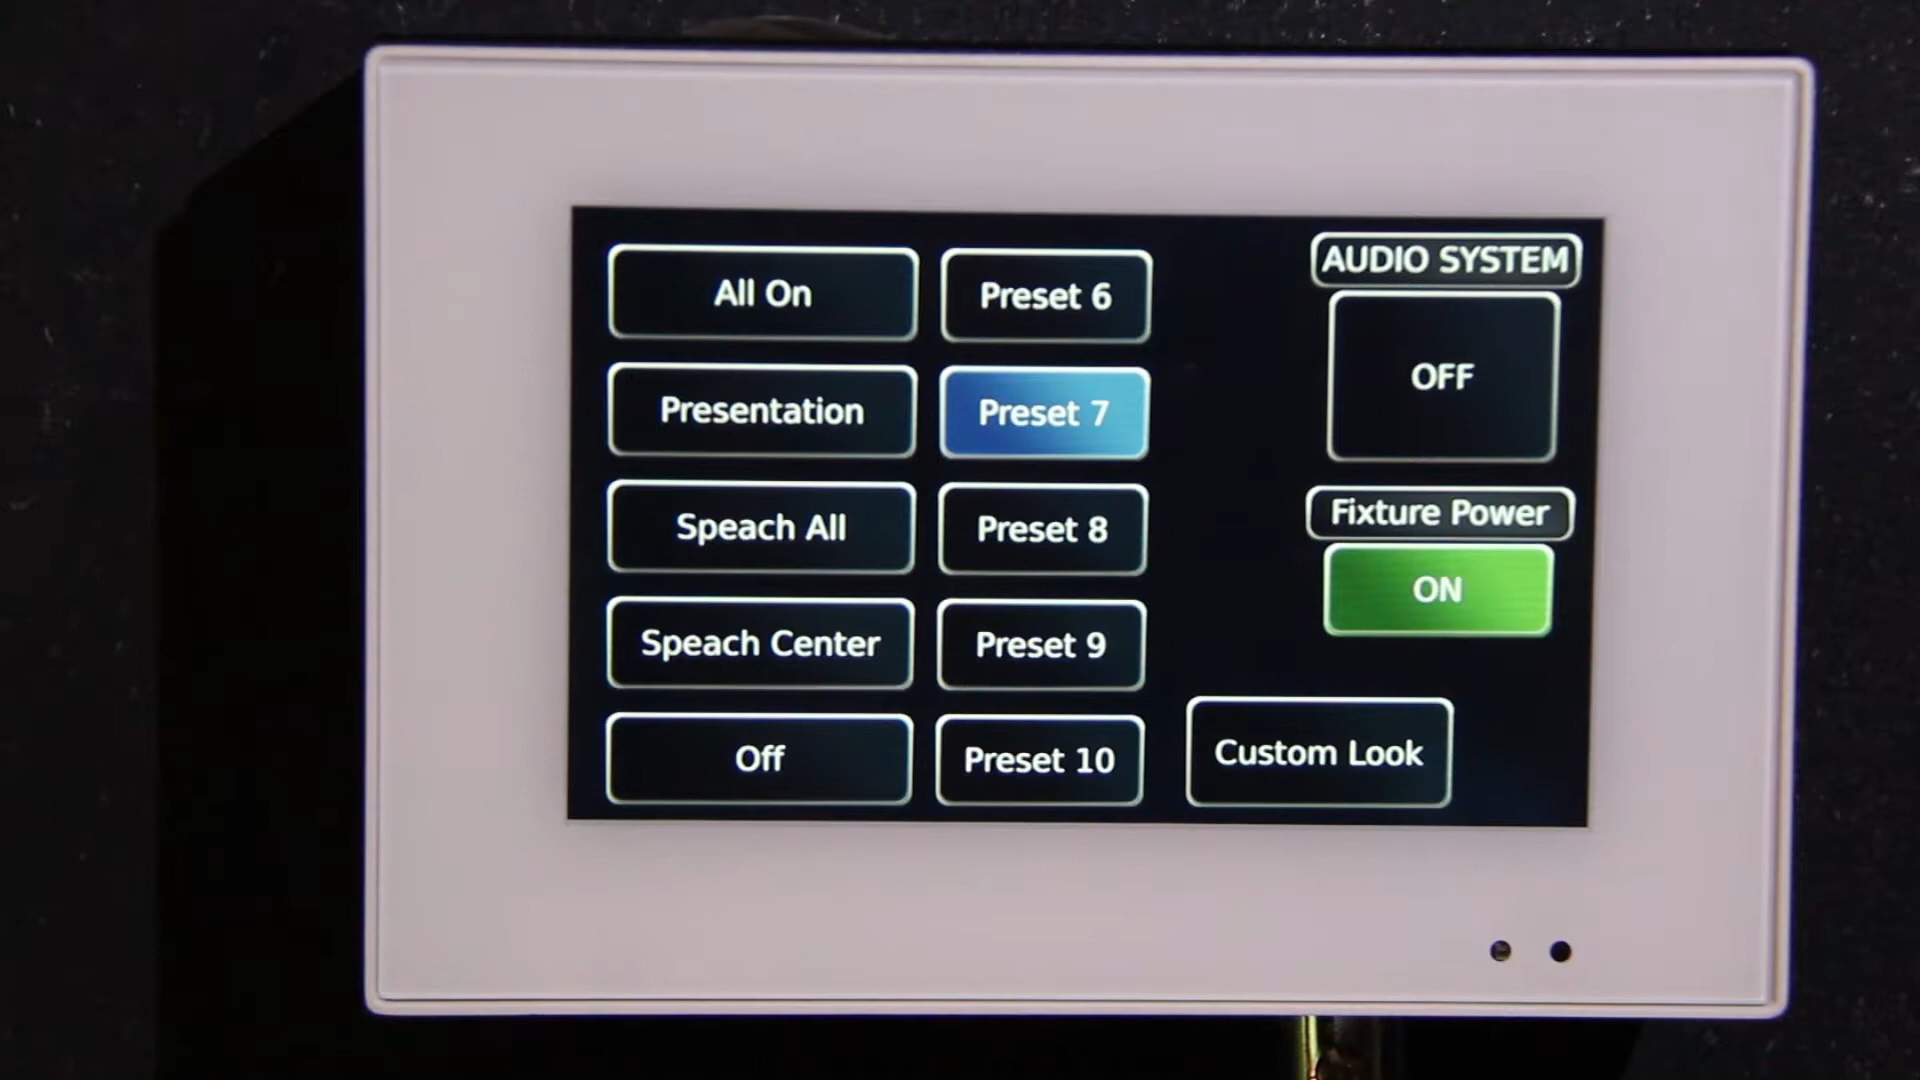 All On
Presentation
Speach All
Speach Center
Off
Preset 6
Preset 7
Preset 8
Preset 9
Preset 10
AUDIO SYSTEM
OFF
Fixture Power
ON
Custom Look